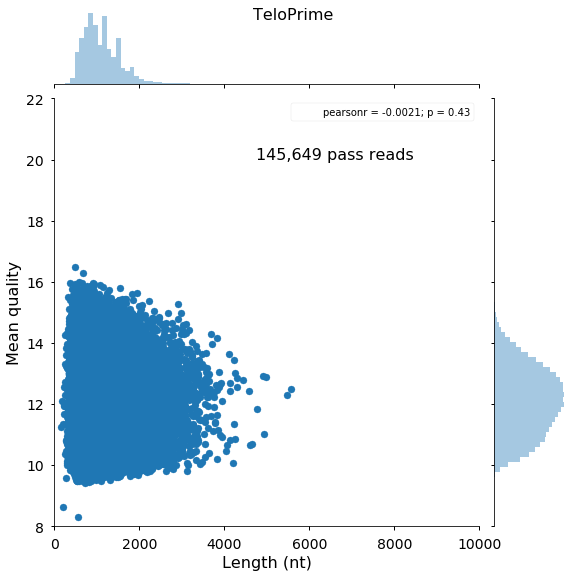 TeloPrime
pearsonr = -0.0021; p = 0.43
145,649 pass reads
22
20
18
16
14
12
10
8
Mean quality
0 2000 4000 6000 8000 10000
Length (nt)